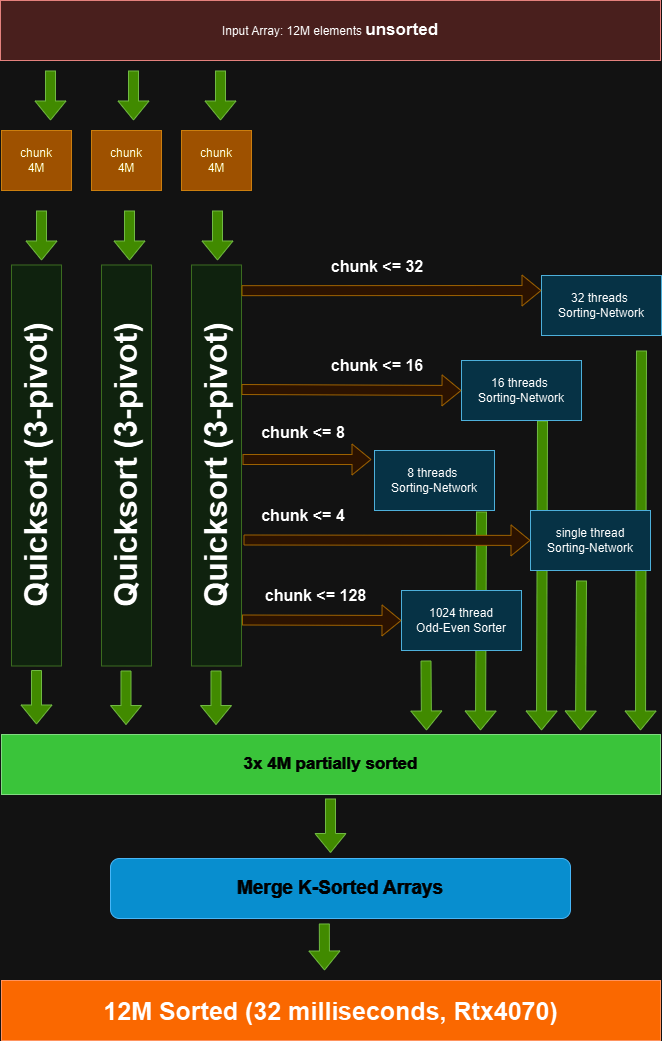 Input Array: 12M elements unsorted
chunk
4M
chunk
4M
chunk
4M
Quicksort (3-pivot)
Quicksort (3-pivot)
Quicksort (3-pivot)
chunk <= 32
32 threads
Sorting-Network
chunk <= 16
16 threads
Sorting-Network
chunk <= 8
8 threads
Sorting-Network
chunk <= 4
single thread
Sorting-Network
chunk <= 128
1024 thread
Odd-Even Sorter
3x 4M partially sorted
Merge K-Sorted Arrays
12M Sorted (32 milliseconds, Rtx4070)